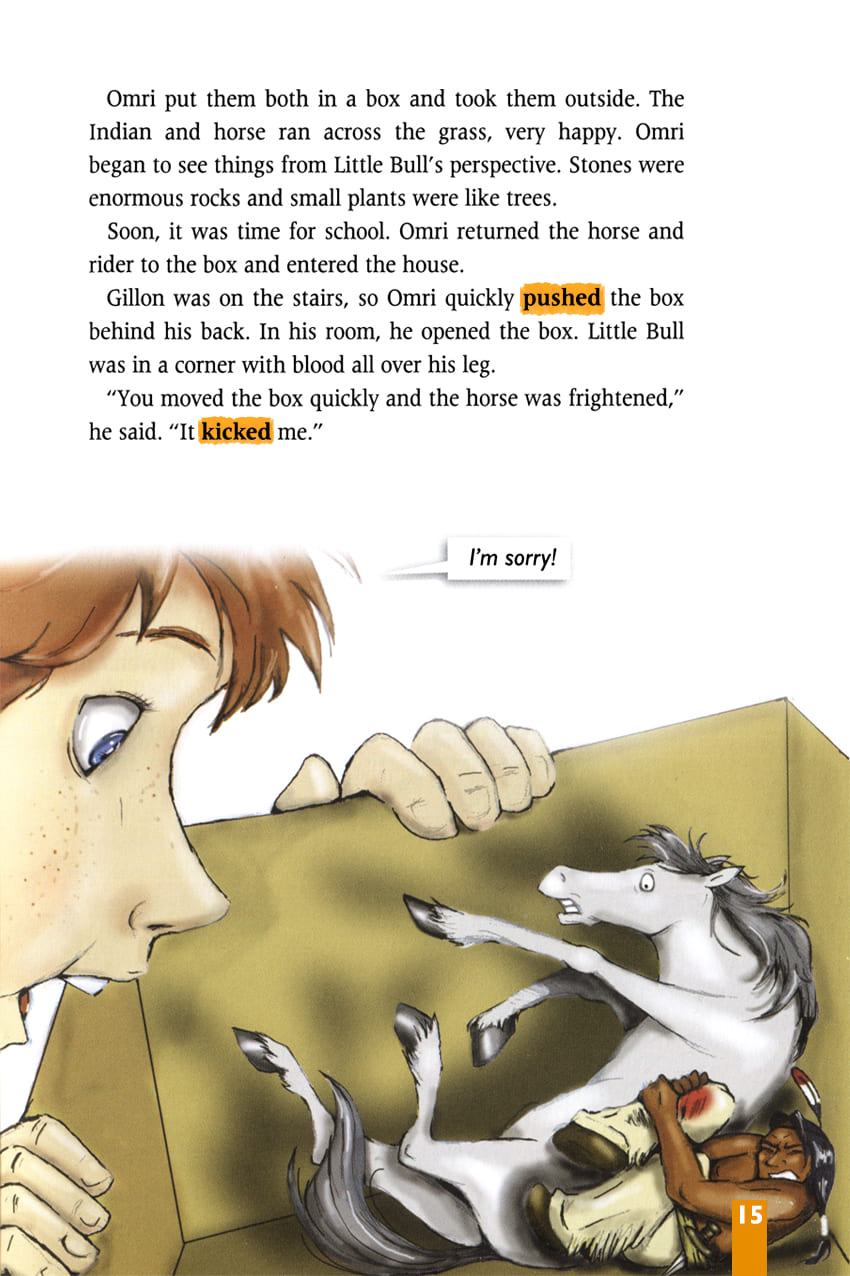 Omri put them both in a box and took them outside. The
Indian and horse ran across the grass, very happy. Omri
began to see things from Little Bull’s perspective. Stones were
enormous rocks and small plants were like trees.
Soon, it was time for school. Omri returned the horse and
rider to the box and entered the house.
Gillon was on the stairs, so Omri quickly pushed the box
behind his back. In his room, he opened the box. Little Bull
was in a corner with blood all over his leg.
“You moved the box quickly and the horse was frightened,”
he said. “It kicked me.”
I’m sorry!
15